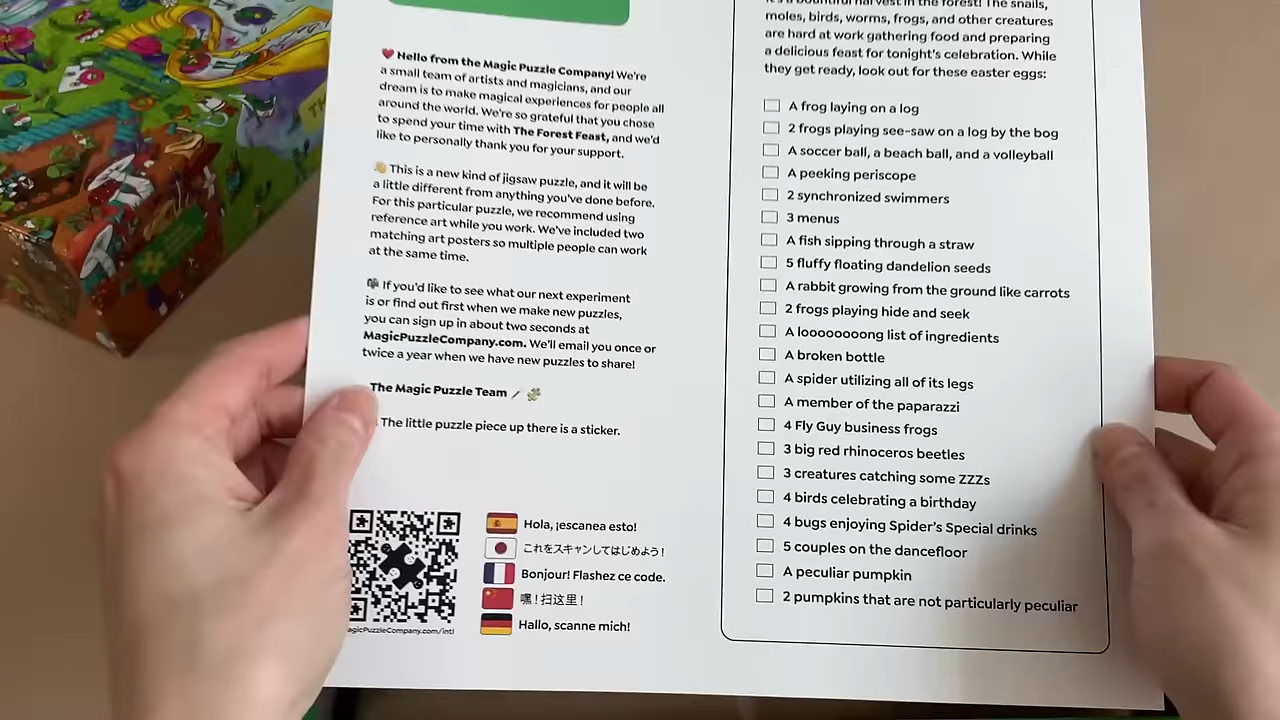 ❤️ Hello from the Magic Puzzle Company! We're
a small team of artists and magicians, and our
dream is to make magical experiences for people all
around the world. We're so grateful that you chose
to spend your time with The Forest Feast, and we'd
like to personally thank you for your support.
👋 This is a new kind of jigsaw puzzle, and it will be
a little different from anything you've done before.
For this particular puzzle, we recommend using
reference art while you work. We've included two
matching art posters so multiple people can work
at the same time.
📬 If you'd like to see what our next experiment
is or find out first when we make new puzzles,
you can sign up in about two seconds at
MagicPuzzleCompany.com. We'll email you once or
twice a year when we have new puzzles to share!
The Magic Puzzle Team 🪄 🧩
The little puzzle piece up there is a sticker.
Hola, ¡escanea esto!
これをスキャンしてはじめよう!
Bonjour! Flashez ce code.
嘿!扫这里!
Hallo, scanne mich!
agicPuzzleCompany.com/intl
It's a bountiful harvest in the forest! The snails,
moles, birds, worms, frogs, and other creatures
are hard at work gathering food and preparing
a delicious feast for tonight's celebration. While
they get ready, look out for these easter eggs:
A frog laying on a log
2 frogs playing see-saw on a log by the bog
A soccer ball, a beach ball, and a volleyball
A peeking periscope
2 synchronized swimmers
3 menus
A fish sipping through a straw
5 fluffy floating dandelion seeds
A rabbit growing from the ground like carrots
2 frogs playing hide and seek
A looooooong list of ingredients
A broken bottle
A spider utilizing all of its legs
A member of the paparazzi
4 Fly Guy business frogs
3 big red rhinoceros beetles
3 creatures catching some ZZZs
4 birds celebrating a birthday
4 bugs enjoying Spider's Special drinks
5 couples on the dancefloor
A peculiar pumpkin
2 pumpkins that are not particularly peculiar